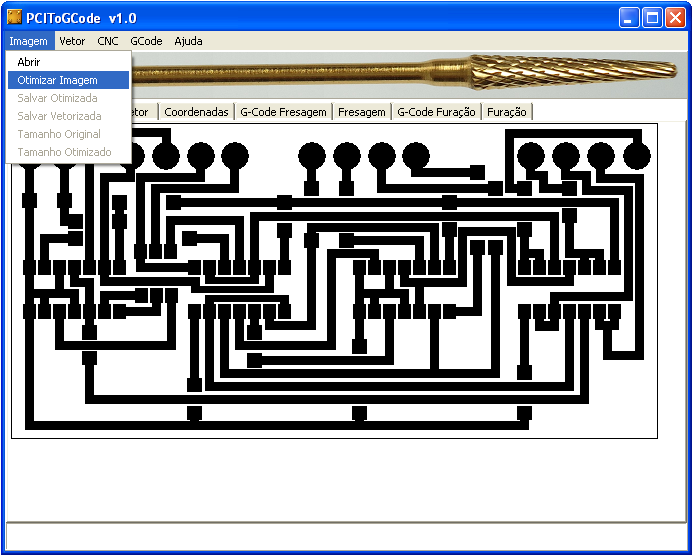 PCIToGCode v1.0
Imagem Vetor CNC GCode Ajuda
Abrir
Otimizar Imagem
Salvar Otimizada
Salvar Vetorizada
Tamanho Original
Tamanho Otimizado
etor Coordenadas G-Code Fresagem Fresagem G-Code Furação Furação